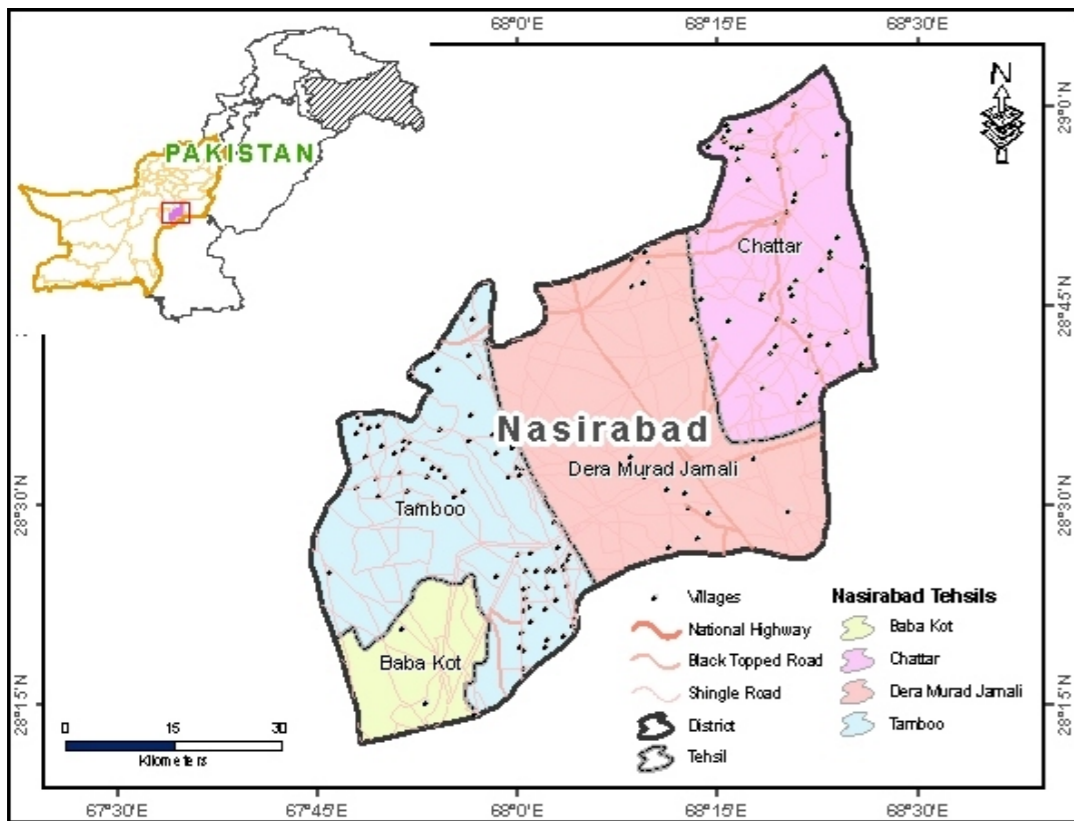 68°0'E 68°15'E 68°30'E
PAKISTAN
N
29°0'N
Chattar
28°45'N
Nasirabad
Dera Murad Jamali
Tamboo
28°30'N
28°30'N
Baba Kot
28°15'N
28°15'N
Villages
National Highway
Black Topped Road
Shingle Road
District
Tehsil
Nasirabad Tehsils
Baba Kot
Chattar
Dera Murad Jamali
Tamboo
0 15 30
Kilometers
67°30'E 67°45'E 68°0'E 68°15'E 68°30'E